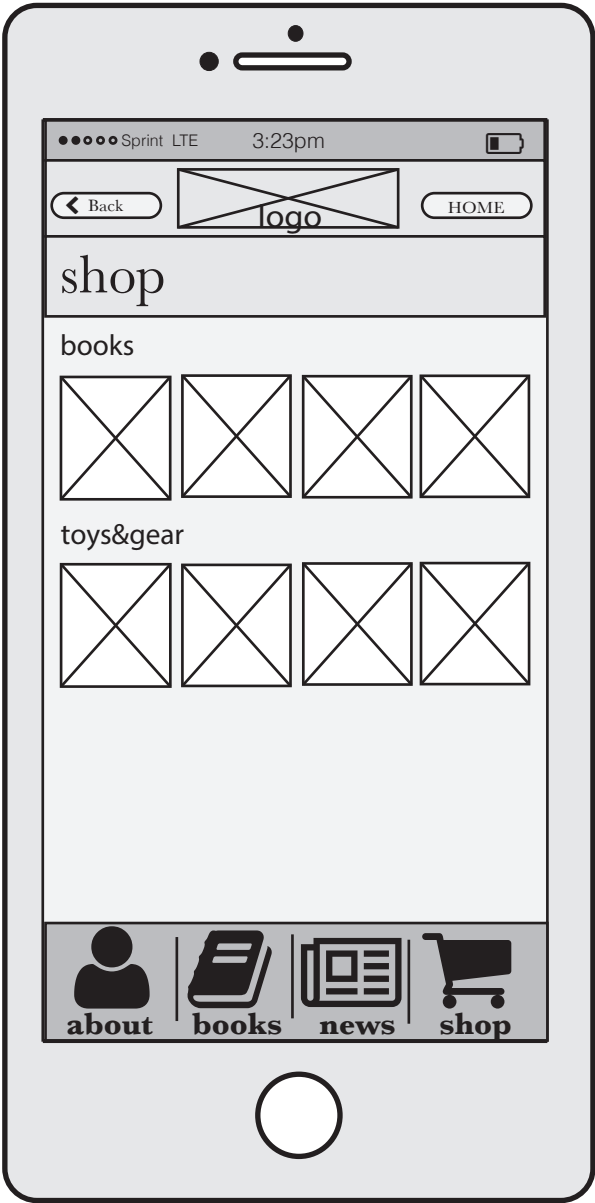 Sprint LTE 3:23pm
Back logo HOME
shop
books
toys&gear
about books news shop